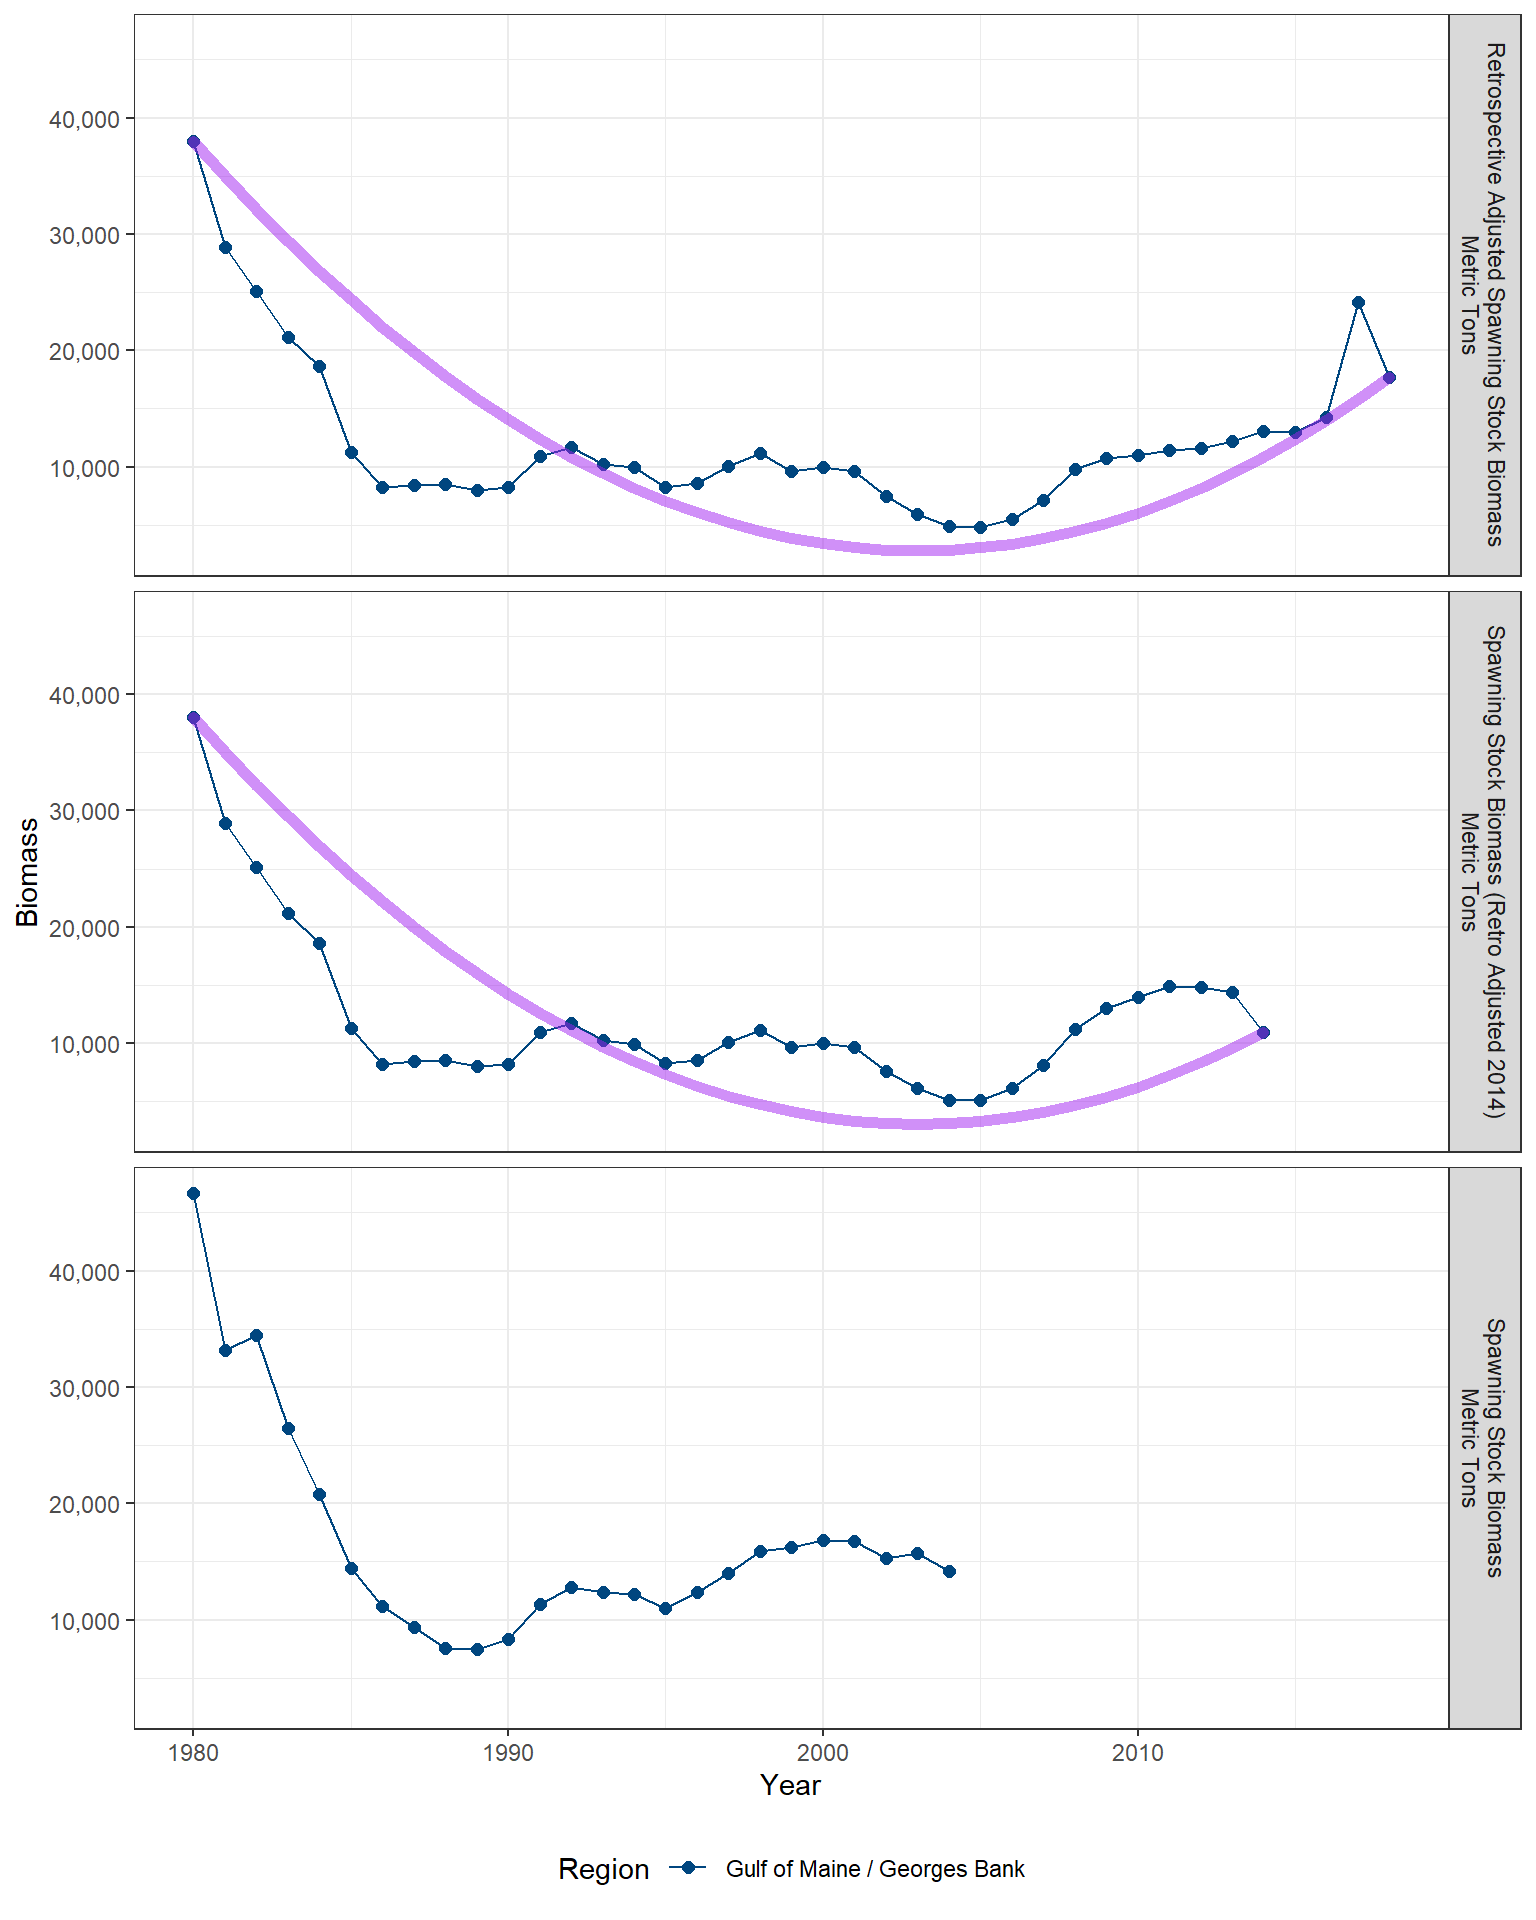 40,000
30,000
20,000
10,000
Retrospective Adjusted Spawning Stock Biomass
Metric Tons
40,000
30,000
20,000
10,000
Spawning Stock Biomass (Retro Adjusted 2014)
Metric Tons
Biomass
40,000
30,000
20,000
10,000
Spawning Stock Biomass
Metric Tons
1980 1990 2000 2010
Year
Region Gulf of Maine / Georges Bank